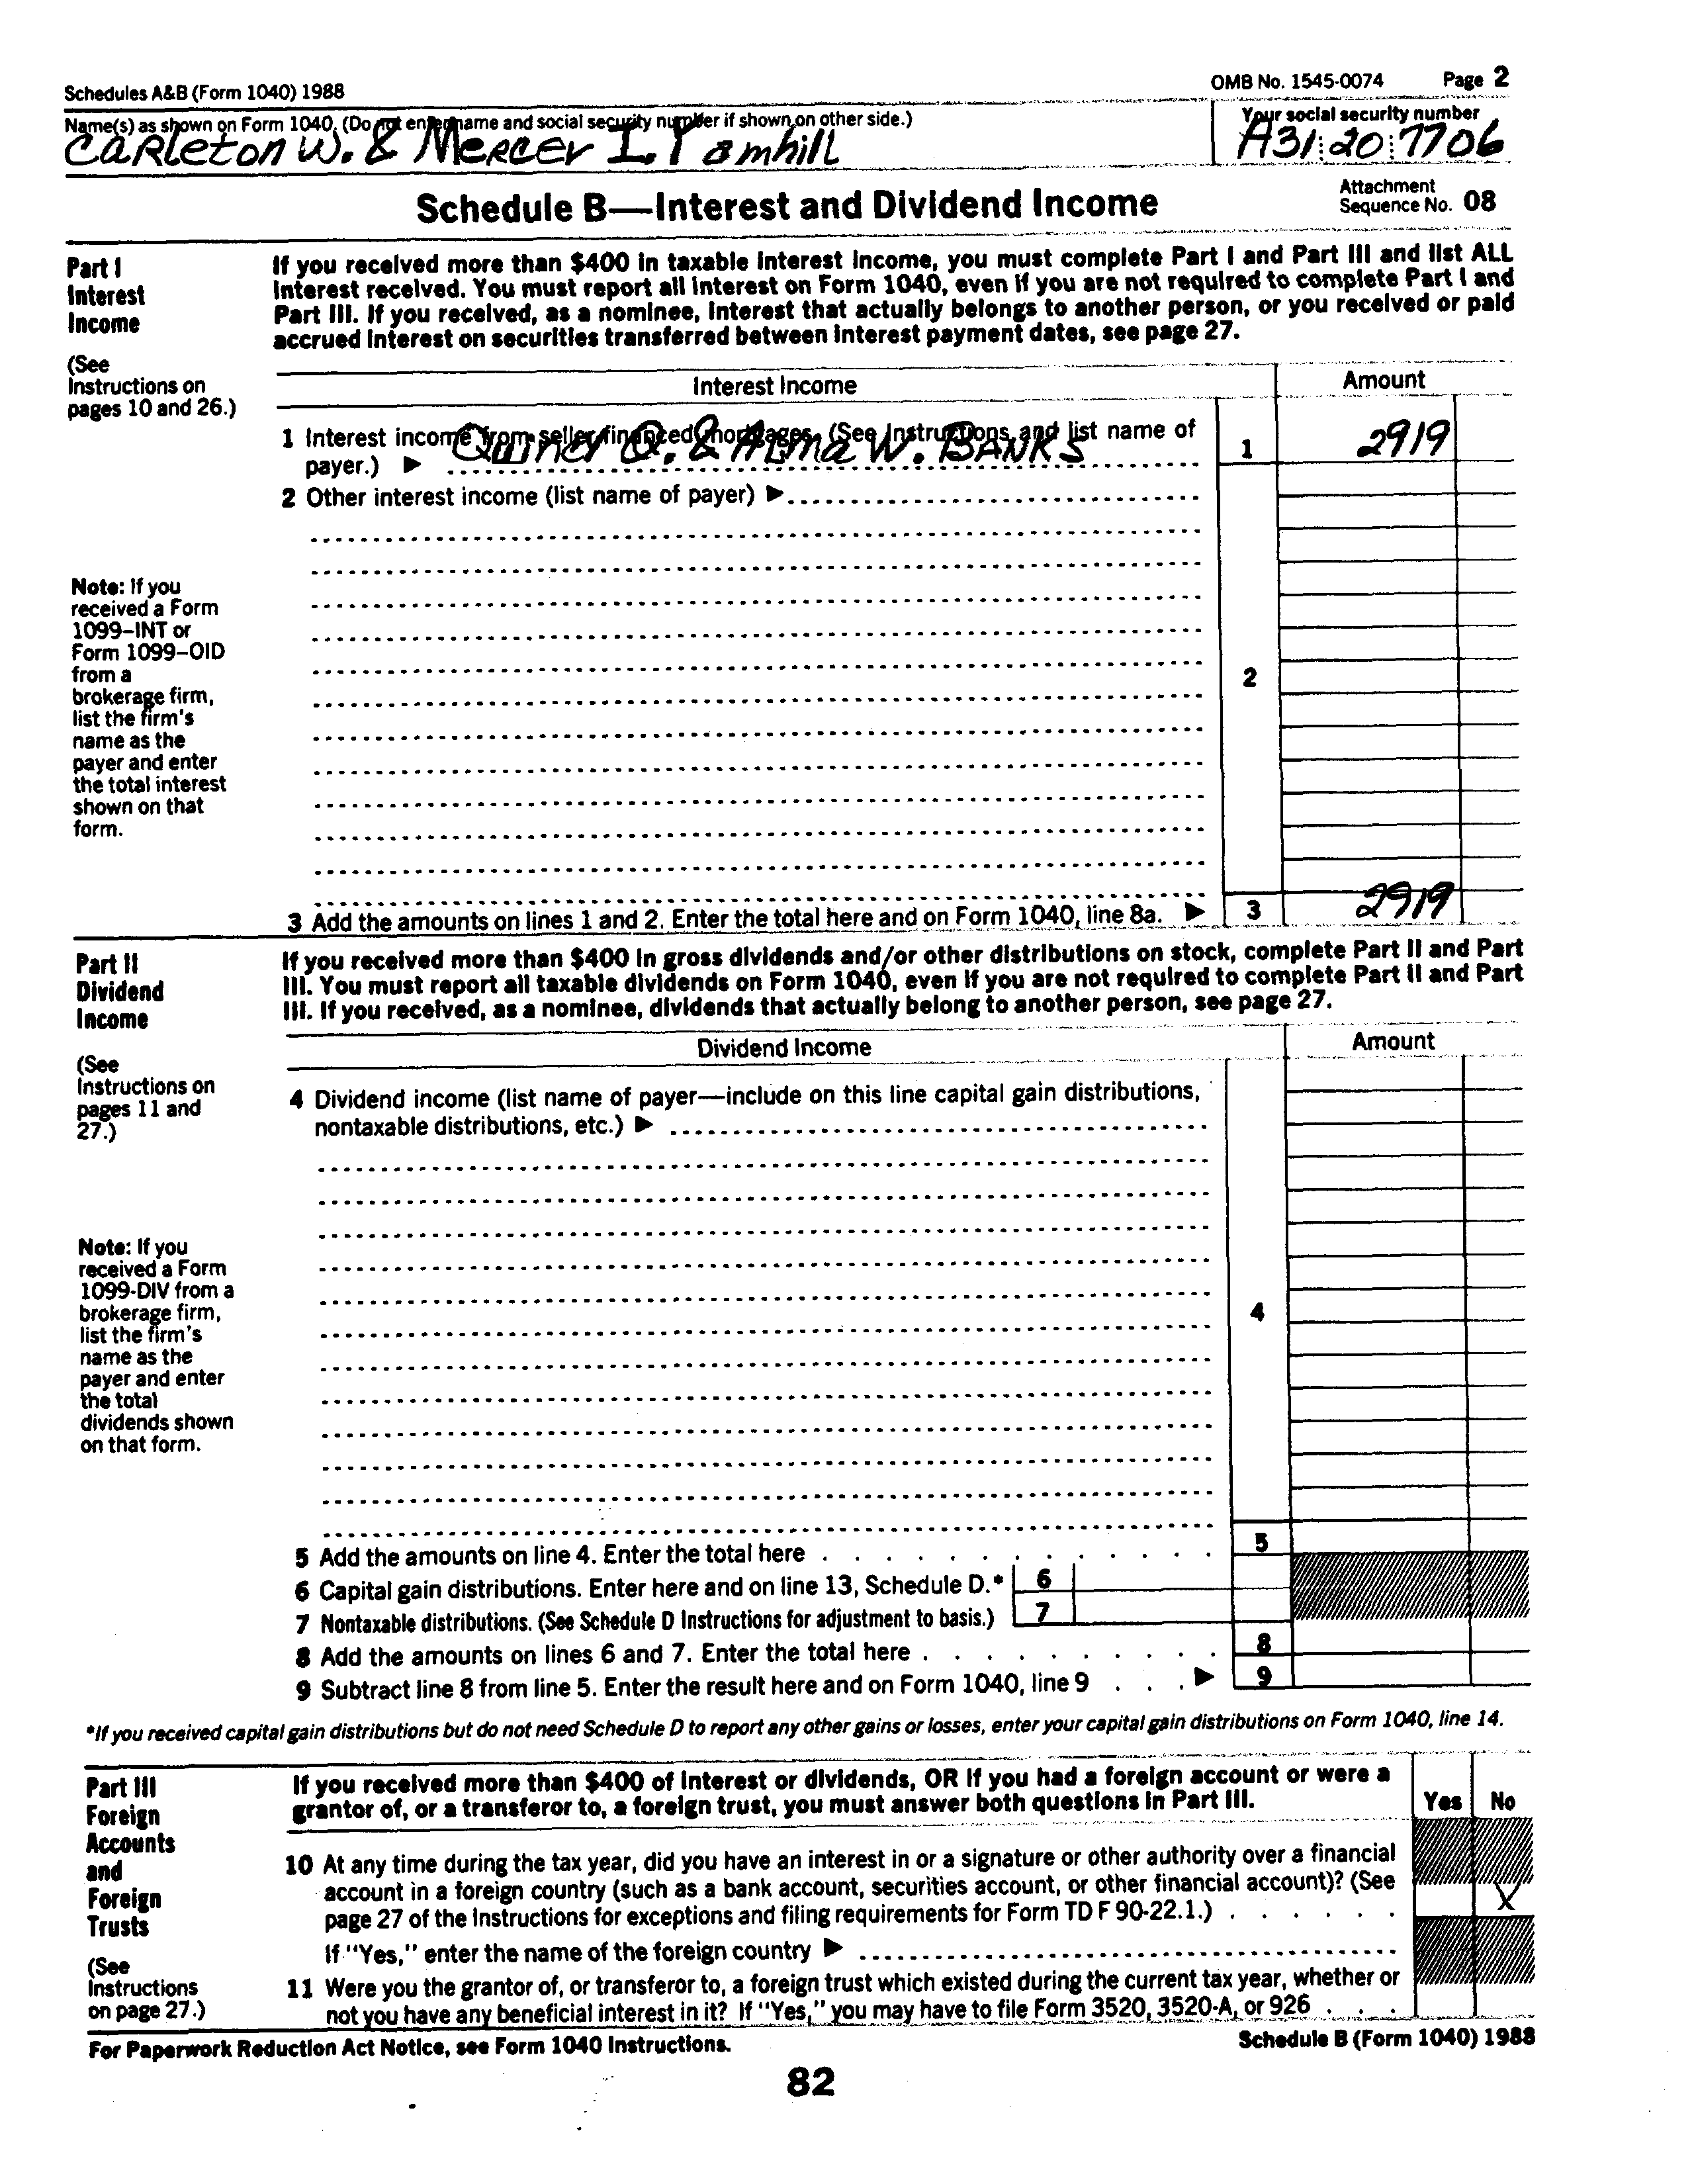 Schedules A&B (Form 1040) 1988
OMB No. 1545-0074 Page 2
Name(s) as shown on Form 1040. (Do not enter name and social security number if shown on other side.)
Your social security number
Carleton W. & Mercer I. Yamhill
A31:20:7706
Schedule B—Interest and Dividend Income
Attachment
Sequence No. 08
Part I
Interest
Income
(See
Instructions on
pages 10 and 26.)
If you received more than $400 in taxable interest income, you must complete Part I and Part III and list ALL
interest received. You must report all interest on Form 1040, even if you are not required to complete Part I and
Part III. If you received, as a nominee, interest that actually belongs to another person, or you received or paid
accrued interest on securities transferred between interest payment dates, see page 27.
Interest Income
Amount
1 Interest income from seller financed mortgages. (See Instructions and list name of
payer.) ▶ Q. & Alma W. BANKS
1 2919
2 Other interest income (list name of payer) ▶
Note: If you
received a Form
1099–INT or
Form 1099–OID
from a
brokerage firm,
list the firm's
name as the
payer and enter
the total interest
shown on that
form.
2
3 Add the amounts on lines 1 and 2. Enter the total here and on Form 1040, line 8a. ▶ 3 2919
Part II
Dividend
Income
(See
Instructions on
pages 11 and
27.)
If you received more than $400 in gross dividends and/or other distributions on stock, complete Part II and Part
III. You must report all taxable dividends on Form 1040, even if you are not required to complete Part II and Part
III. If you received, as a nominee, dividends that actually belong to another person, see page 27.
Dividend Income
Amount
4 Dividend income (list name of payer—include on this line capital gain distributions,
nontaxable distributions, etc.) ▶
Note: If you
received a Form
1099-DIV from a
brokerage firm,
list the firm's
name as the
payer and enter
the total
dividends shown
on that form.
4
5 Add the amounts on line 4. Enter the total here . . . . . . . . . . . . . 5
6 Capital gain distributions. Enter here and on line 13, Schedule D.* 6
7 Nontaxable distributions. (See Schedule D Instructions for adjustment to basis.) 7
8 Add the amounts on lines 6 and 7. Enter the total here . . . . . . . . . . 8
9 Subtract line 8 from line 5. Enter the result here and on Form 1040, line 9 . . . ▶ 9
*If you received capital gain distributions but do not need Schedule D to report any other gains or losses, enter your capital gain distributions on Form 1040, line 14.
Part III
Foreign
Accounts
and
Foreign
Trusts
(See
Instructions
on page 27.)
If you received more than $400 of interest or dividends, OR if you had a foreign account or were a
grantor of, or a transferor to, a foreign trust, you must answer both questions in Part III.
Yes No
10 At any time during the tax year, did you have an interest in or a signature or other authority over a financial
account in a foreign country (such as a bank account, securities account, or other financial account)? (See
page 27 of the Instructions for exceptions and filing requirements for Form TD F 90-22.1.) . . . . . . X
If "Yes," enter the name of the foreign country ▶
11 Were you the grantor of, or transferor to, a foreign trust which existed during the current tax year, whether or
not you have any beneficial interest in it? If "Yes," you may have to file Form 3520, 3520-A, or 926 . . .
For Paperwork Reduction Act Notice, see Form 1040 Instructions.
Schedule B (Form 1040) 1988
82